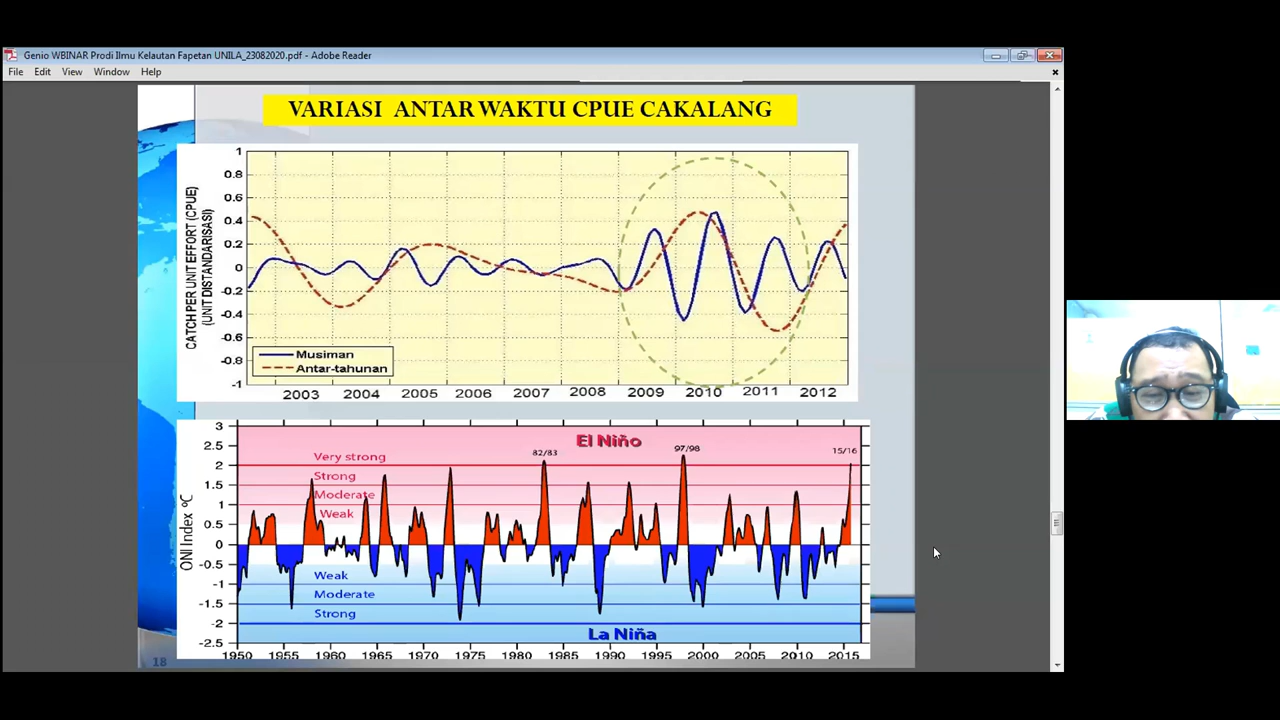 Genio WBINAR Prodi Ilmu Kelautan Fapetan UNILA_23082020.pdf - Adobe Reader
File Edit View Window Help
VARIASI ANTAR WAKTU CPUE CAKALANG
CATCH PER UNIT EFFORT (CPUE)
(UNIT DISTANDARISASI)
1
0.8
0.6
0.4
0.2
0
-0.2
-0.4
-0.6
-0.8
-1
Musiman
Antar-tahunan
2003 2004 2005 2006 2007 2008 2009 2010 2011 2012
ONI Index ºC
3
2.5
2
1.5
1
0.5
0
-0.5
-1
-1.5
-2
-2.5
El Niño
82/83 97/98 15/16
Very strong
Strong
Moderate
Weak
Weak
Moderate
Strong
La Niña
1950 1955 1960 1965 1970 1975 1980 1985 1990 1995 2000 2005 2010 2015
18